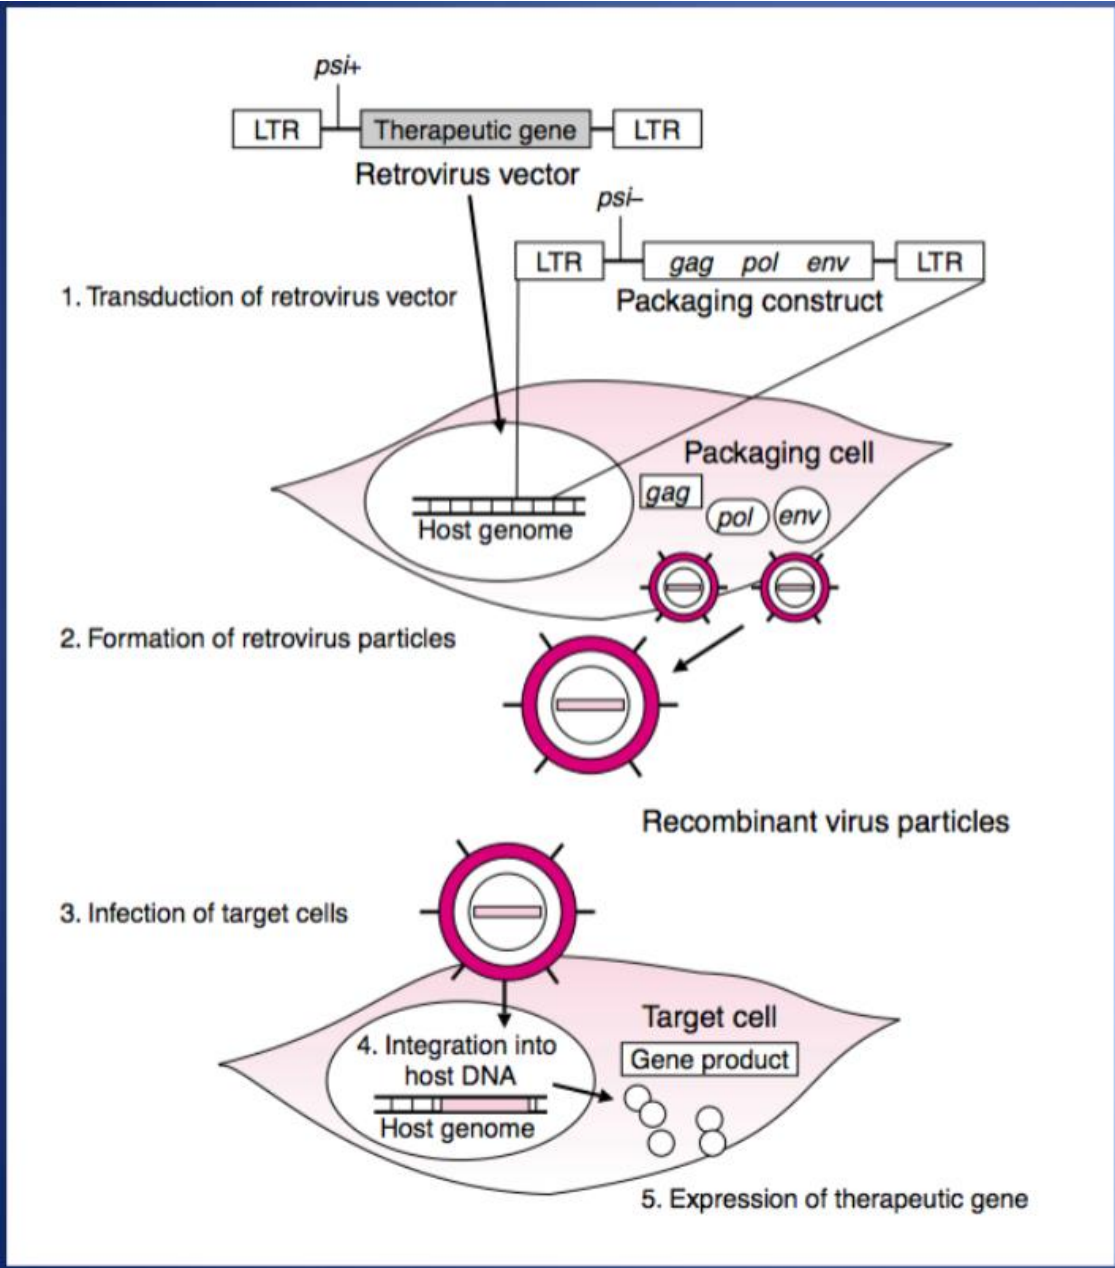 psi+
LTR
Therapeutic gene
LTR
Retrovirus vector
psi–
LTR
gag pol env
LTR
1. Transduction of retrovirus vector
Packaging construct
Packaging cell
gag
pol
env
Host genome
2. Formation of retrovirus particles
Recombinant virus particles
3. Infection of target cells
Target cell
4. Integration into
host DNA
Gene product
Host genome
5. Expression of therapeutic gene